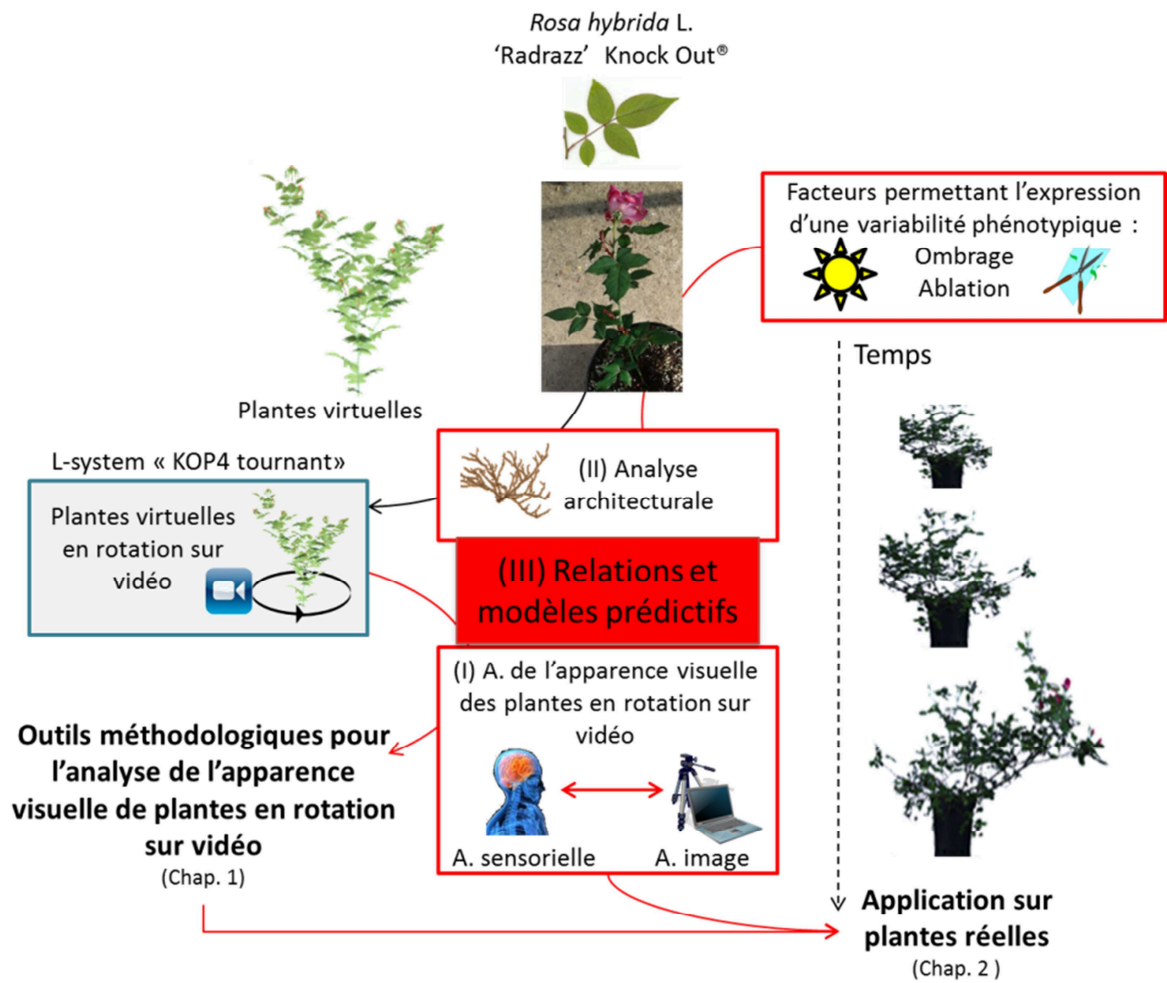 Rosa hybrida L.
‘Radrazz’ Knock Out®
Facteurs permettant l’expression
d’une variabilité phénotypique :
Ombrage
Ablation
Temps
Plantes virtuelles
L-system « KOP4 tournant»
Plantes virtuelles
en rotation sur
vidéo
(II) Analyse
architecturale
(III) Relations et
modèles prédictifs
(I) A. de l’apparence visuelle
des plantes en rotation sur
vidéo
A. sensorielle
A. image
Outils méthodologiques pour
l’analyse de l’apparence
visuelle de plantes en rotation
sur vidéo
(Chap. 1)
Application sur
plantes réelles
(Chap. 2 )